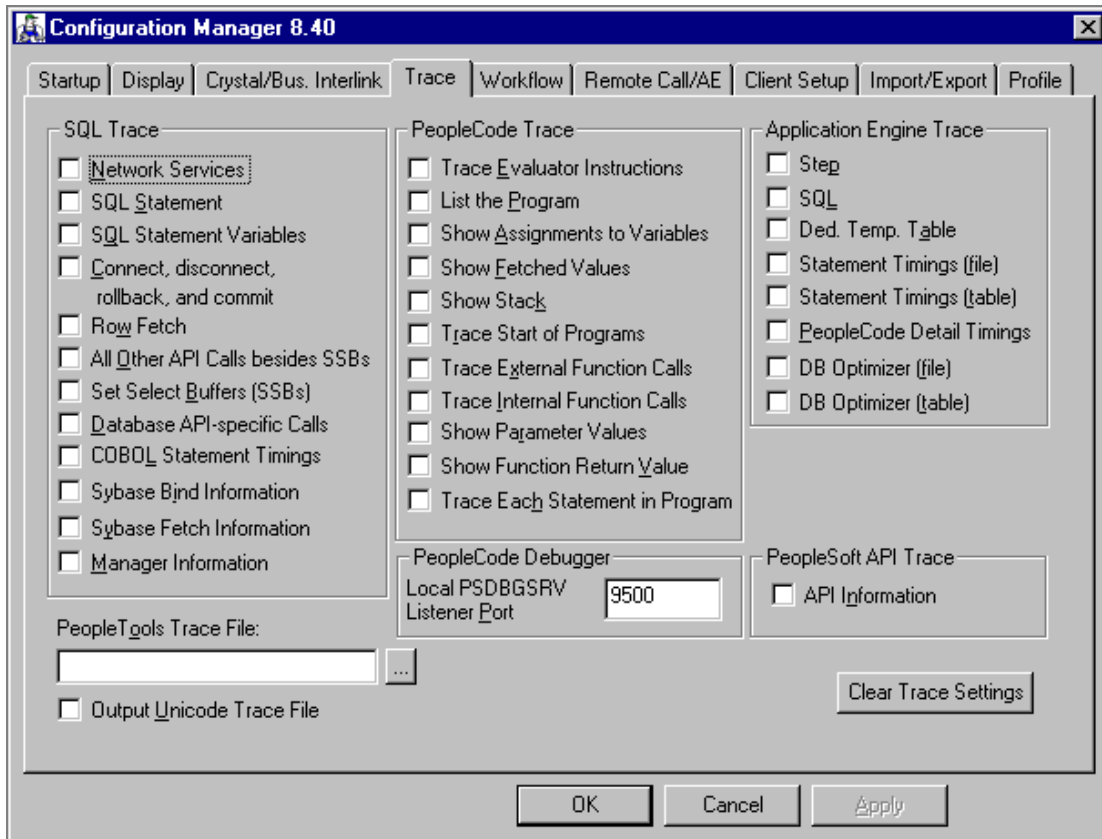 Configuration Manager 8.40
Startup Display Crystal/Bus. Interlink Trace Workflow Remote Call/AE Client Setup Import/Export Profile
SQL Trace
Network Services
SQL Statement
SQL Statement Variables
Connect, disconnect,
rollback, and commit
Row Fetch
All Other API Calls besides SSBs
Set Select Buffers (SSBs)
Database API-specific Calls
COBOL Statement Timings
Sybase Bind Information
Sybase Fetch Information
Manager Information
PeopleCode Trace
Trace Evaluator Instructions
List the Program
Show Assignments to Variables
Show Fetched Values
Show Stack
Trace Start of Programs
Trace External Function Calls
Trace Internal Function Calls
Show Parameter Values
Show Function Return Value
Trace Each Statement in Program
Application Engine Trace
Step
SQL
Ded. Temp. Table
Statement Timings (file)
Statement Timings (table)
PeopleCode Detail Timings
DB Optimizer (file)
DB Optimizer (table)
PeopleCode Debugger
Local PSDBGSRV
Listener Port
9500
PeopleSoft API Trace
API Information
PeopleTools Trace File:
...
Output Unicode Trace File
Clear Trace Settings
OK Cancel Apply